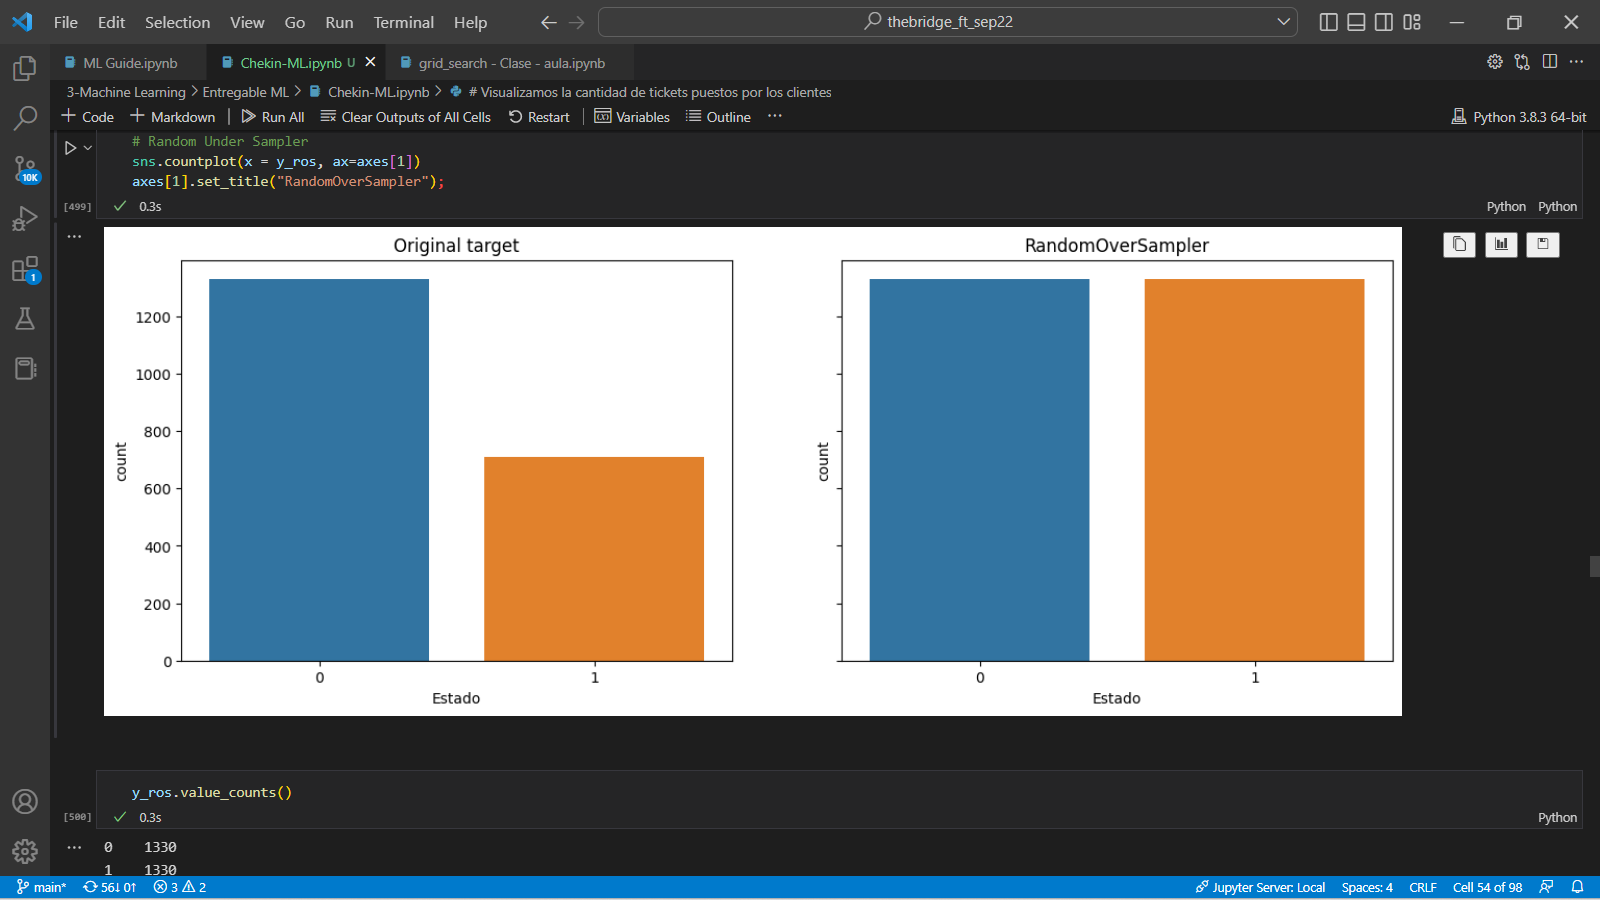 File Edit Selection View Go Run Terminal Help
thebridge_ft_sep22
ML Guide.ipynb
Chekin-ML.ipynb U
grid_search - Clase - aula.ipynb
3-Machine Learning > Entregable ML > Chekin-ML.ipynb > # Visualizamos la cantidad de tickets puestos por los clientes
+ Code + Markdown | Run All Clear Outputs of All Cells Restart | Variables Outline ...
Python 3.8.3 64-bit
# Random Under Sampler
sns.countplot(x = y_ros, ax=axes[1])
axes[1].set_title("RandomOverSampler");
[499] 0.3s
Python Python
10K
1
Original target
count
1200
1000
800
600
400
200
0
0 1
Estado
RandomOverSampler
count
0 1
Estado
y_ros.value_counts()
[500] 0.3s
Python
0 1330
1 1330
main* 56↓ 0↑ 3 2
Jupyter Server: Local Spaces: 4 CRLF Cell 54 of 98